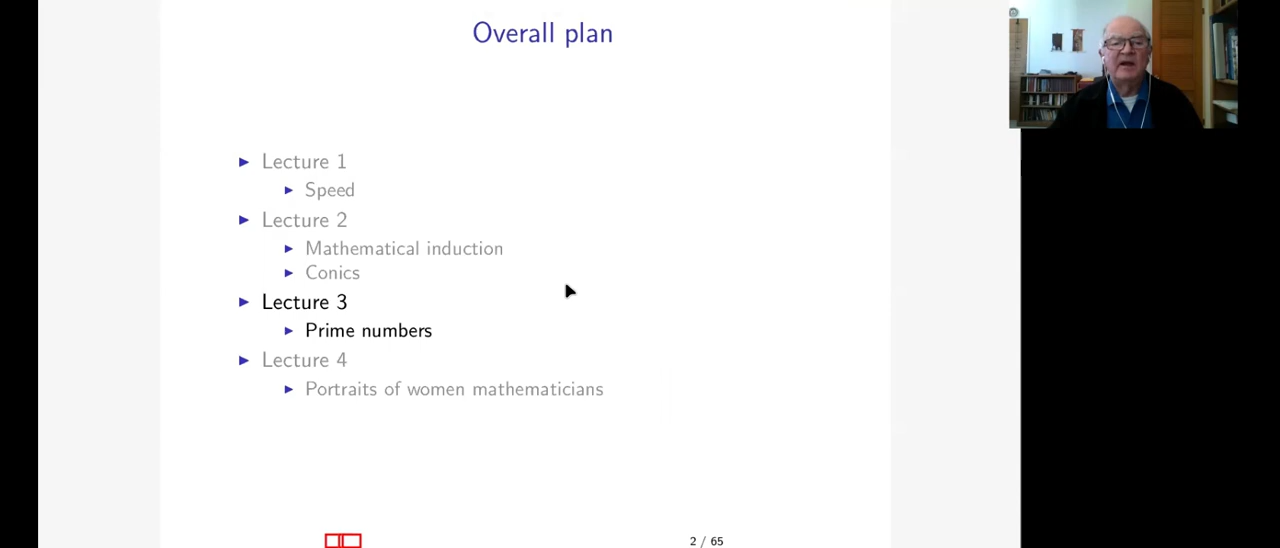 Overall plan
Lecture 1
Speed
Lecture 2
Mathematical induction
Conics
Lecture 3
Prime numbers
Lecture 4
Portraits of women mathematicians
2 / 65